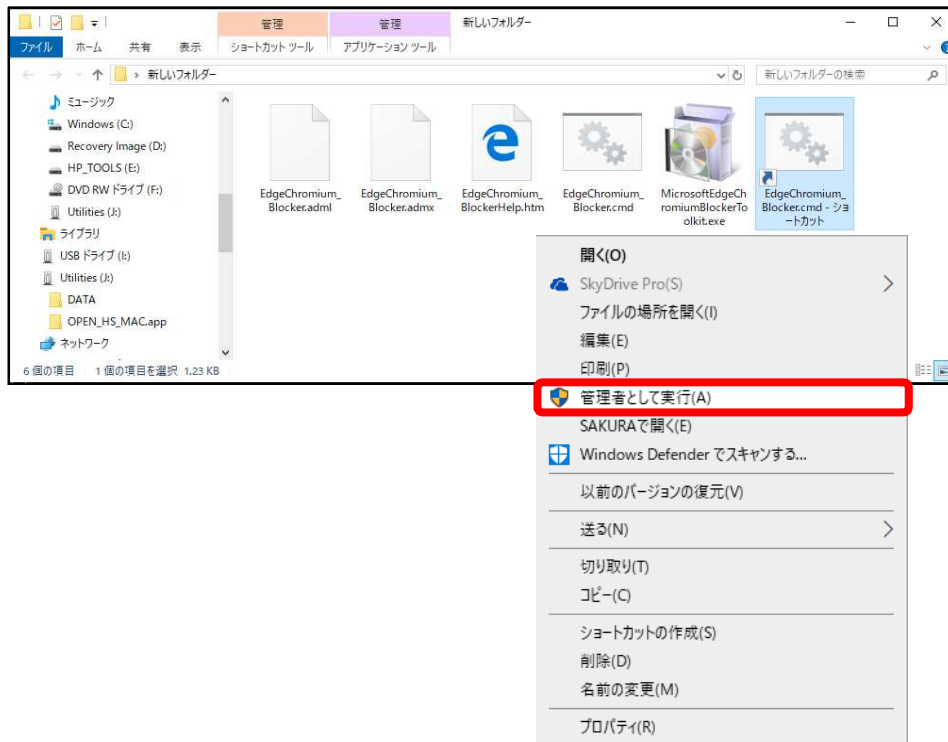 管理
管理
新しいフォルダー
ファイル
ホーム
共有
表示
ショートカット ツール
アプリケーション ツール
新しいフォルダー
新しいフォルダーの検索
ミュージック
Windows (C:)
Recovery Image (D:)
HP_TOOLS (E:)
DVD RW ドライブ (F:)
Utilities (J:)
ライブラリ
USB ドライブ (I:)
Utilities (J:)
DATA
OPEN_HS_MAC.app
ネットワーク
EdgeChromium_
Blocker.adml
EdgeChromium_
Blocker.admx
EdgeChromium_
BlockerHelp.htm
EdgeChromium_
Blocker.cmd
MicrosoftEdgeCh
romiumBlockerTo
olkit.exe
EdgeChromium_
Blocker.cmd - ショ
ートカット
6 個の項目
1 個の項目を選択 1.23 KB
開く(O)
SkyDrive Pro(S)
ファイルの場所を開く(I)
編集(E)
印刷(P)
管理者として実行(A)
SAKURAで開く(E)
Windows Defender でスキャンする...
以前のバージョンの復元(V)
送る(N)
切り取り(T)
コピー(C)
ショートカットの作成(S)
削除(D)
名前の変更(M)
プロパティ(R)